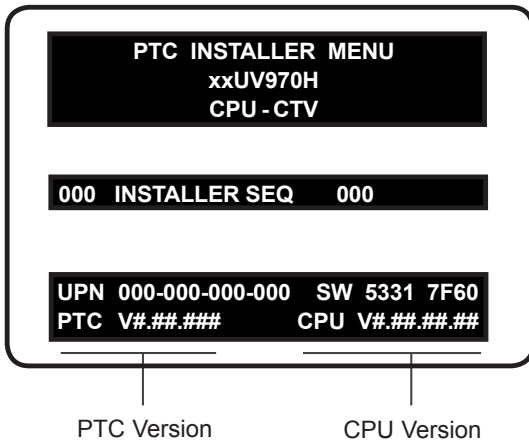 PTC INSTALLER MENU
xxUV970H
CPU - CTV
000 INSTALLER SEQ 000
UPN 000-000-000-000 SW 5331 7F60
PTC V#.##.### CPU V#.##.##.##
PTC Version CPU Version